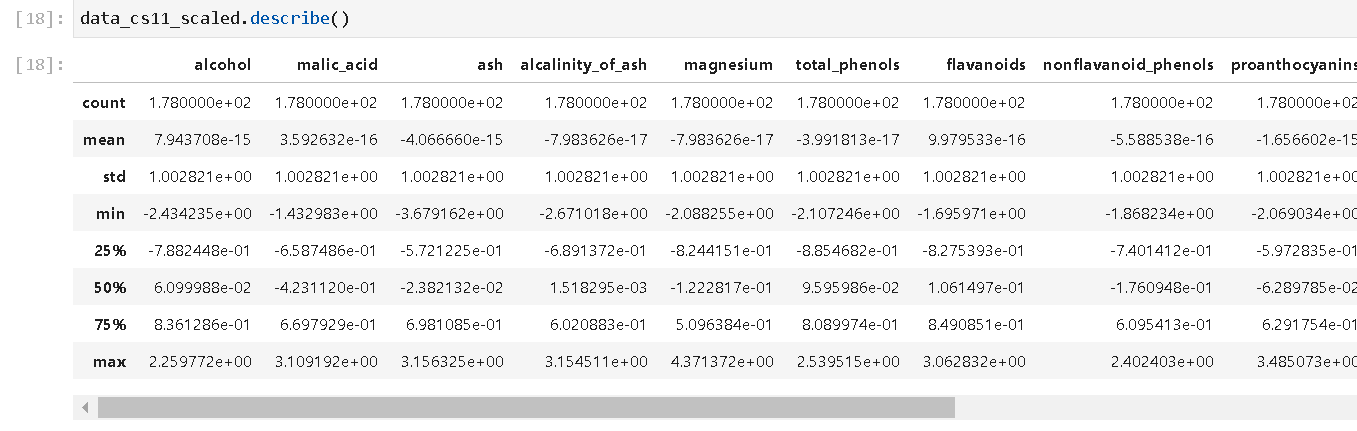 [18]: data_cs11_scaled.describe()
[18]: alcohol malic_acid ash alcalinity_of_ash magnesium total_phenols flavanoids nonflavanoid_phenols proanthocyanins
count 1.780000e+02 1.780000e+02 1.780000e+02 1.780000e+02 1.780000e+02 1.780000e+02 1.780000e+02 1.780000e+02 1.780000e+02
mean 7.943708e-15 3.592632e-16 -4.066660e-15 -7.983626e-17 -7.983626e-17 -3.991813e-17 9.979533e-16 -5.588538e-16 -1.656602e-15
std 1.002821e+00 1.002821e+00 1.002821e+00 1.002821e+00 1.002821e+00 1.002821e+00 1.002821e+00 1.002821e+00 1.002821e+00
min -2.434235e+00 -1.432983e+00 -3.679162e+00 -2.671018e+00 -2.088255e+00 -2.107246e+00 -1.695971e+00 -1.868234e+00 -2.069034e+00
25% -7.882448e-01 -6.587486e-01 -5.721225e-01 -6.891372e-01 -8.244151e-01 -8.854682e-01 -8.275393e-01 -7.401412e-01 -5.972835e-01
50% 6.099988e-02 -4.231120e-01 -2.382132e-02 1.518295e-03 -1.222817e-01 9.595986e-02 1.061497e-01 -1.760948e-01 -6.289785e-02
75% 8.361286e-01 6.697929e-01 6.981085e-01 6.020883e-01 5.096384e-01 8.089974e-01 8.490851e-01 6.095413e-01 6.291754e-01
max 2.259772e+00 3.109192e+00 3.156325e+00 3.154511e+00 4.371372e+00 2.539515e+00 3.062832e+00 2.402403e+00 3.485073e+00